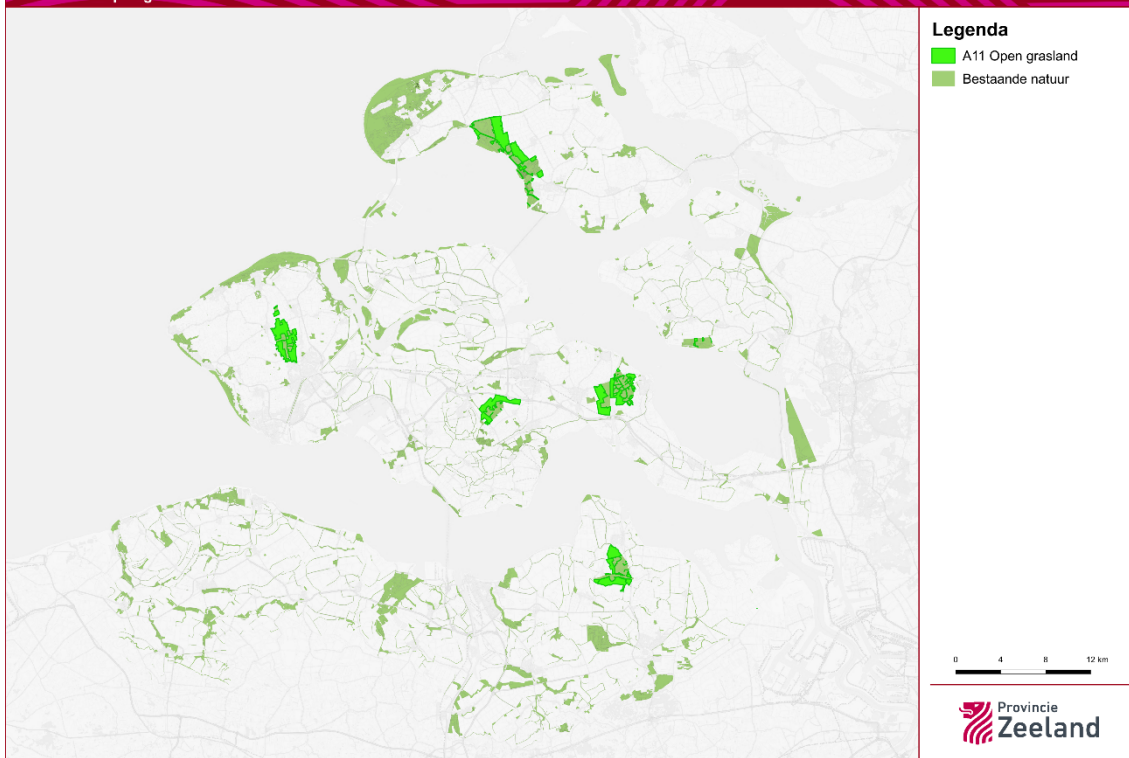 Legenda
A11 Open grasland
Bestaande natuur
0 4 8 12 km
Provincie
Zeeland